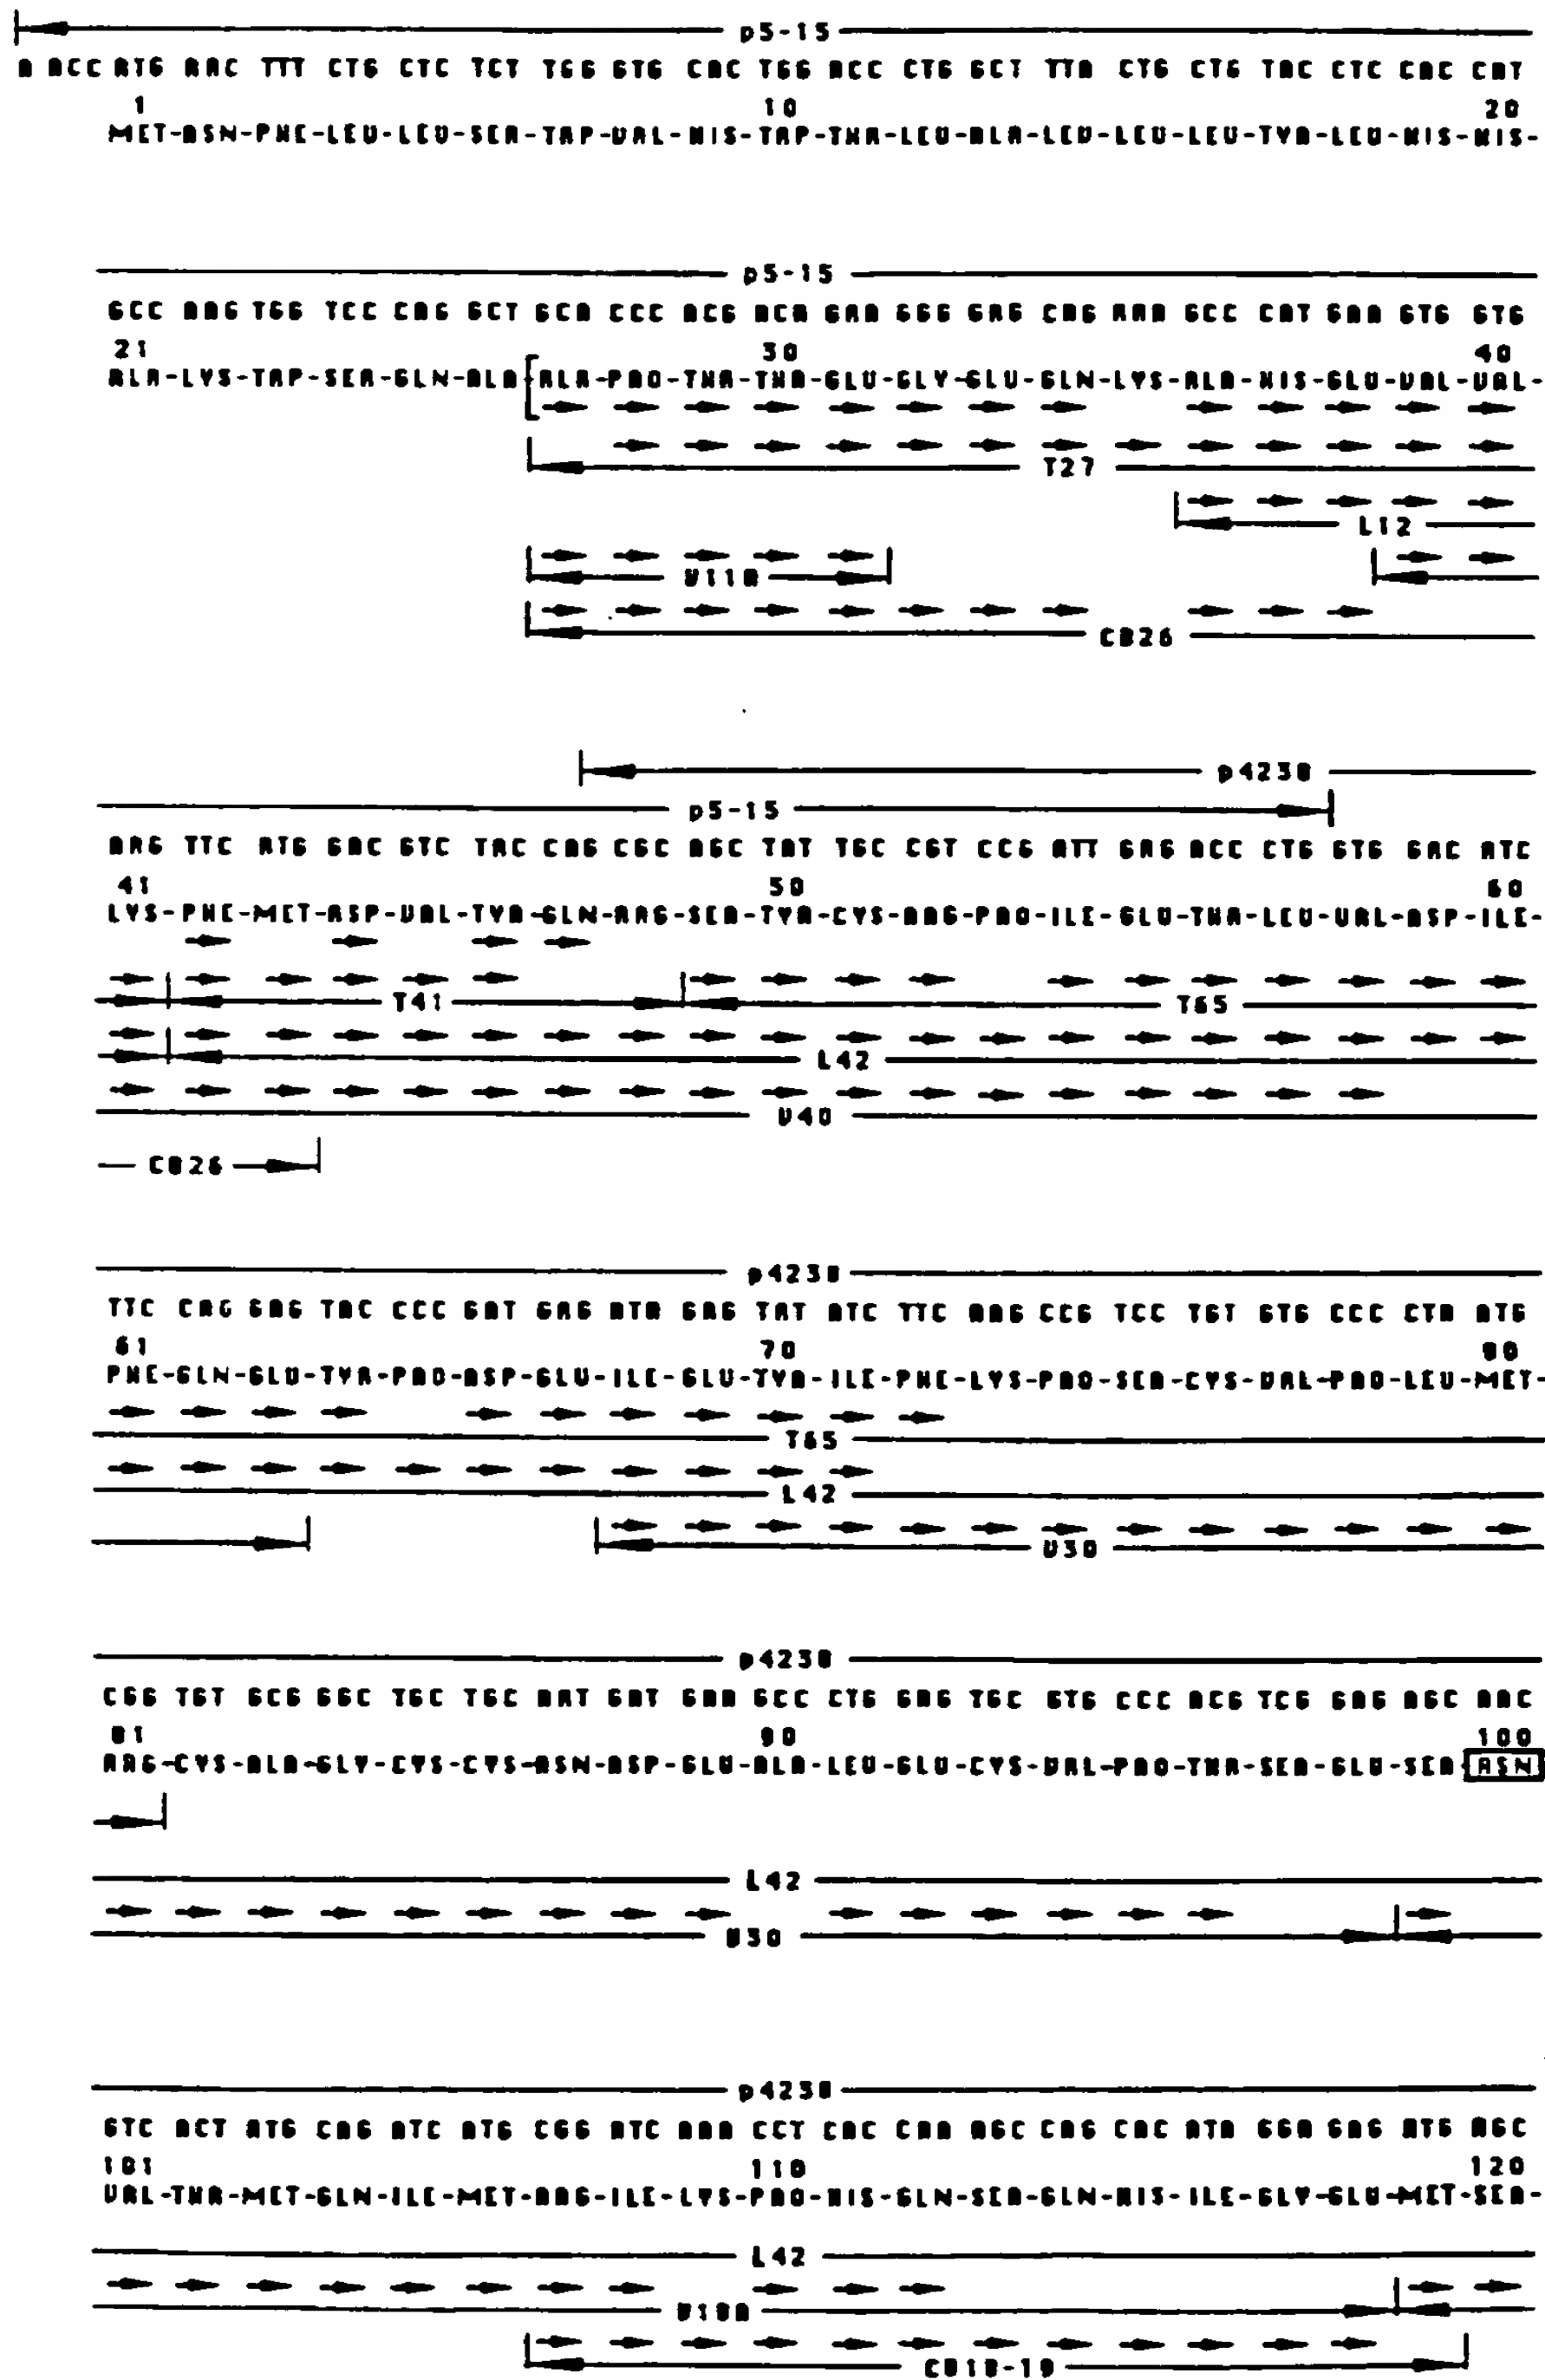 p5-15
A ACC ATG AAC TTT CTG CTC TCT TGG GTG CAC TGG ACC CTG GCT TTA CTG CTG TAC CTC CAC CAT
1 10 20
MET-ASN-PHE-LEU-LEU-SER-TRP-VAL-HIS-TRP-THR-LEU-ALA-LEU-LEU-LEU-TYR-LEU-HIS-HIS-
p5-15
GCC AAG TGG TCC CAG GCT GCA CCC ACG ACA GAA GGG GAG CAG AAA GCC CAT GAA GTG GTG
21 30 40
ALA-LYS-TRP-SER-GLN-ALA[ALA-PRO-THR-THR-GLU-GLY-GLU-GLN-LYS-ALA-HIS-GLU-VAL-VAL-
T27
L12
V11A
CB26
p4238
p5-15
AAG TTC ATG GAC GTC TAC CAG CGC AGC TAT TGC CGT CCG ATT GAG ACC CTG GTG GAC ATC
41 50 60
LYS-PHE-MET-ASP-VAL-TYR-GLN-ARG-SER-TYR-CYS-ARG-PRO-ILE-GLU-THR-LEU-VAL-ASP-ILE-
T41 T65
L42
V40
CB26
p4238
TTC CAG GAG TAC CCC GAT GAG ATA GAG TAT ATC TTC AAG CCG TCC TGT GTG CCC CTA ATG
61 70 80
PHE-GLN-GLU-TYR-PRO-ASP-GLU-ILE-GLU-TYR-ILE-PHE-LYS-PRO-SER-CYS-VAL-PRO-LEU-MET-
T65
L42
V30
p4238
CGG TGT GCG GGC TGC TGC AAT GAT GAA GCC CTG GAG TGC GTG CCC ACG TCG GAG AGC AAC
81 90 100
ARG-CYS-ALA-GLY-CYS-CYS-ASN-ASP-GLU-ALA-LEU-GLU-CYS-VAL-PRO-THR-SER-GLU-SER-ASN
L42
V30
p4238
GTC ACT ATG CAG ATC ATG CGG ATC AAA CCT CAC CAA AGC CAG CAC ATA GGA GAG ATG AGC
101 110 120
VAL-THR-MET-GLN-ILE-MET-ARG-ILE-LYS-PRO-HIS-GLN-SER-GLN-HIS-ILE-GLY-GLU-MET-SER-
L42
V18A
CB18-19